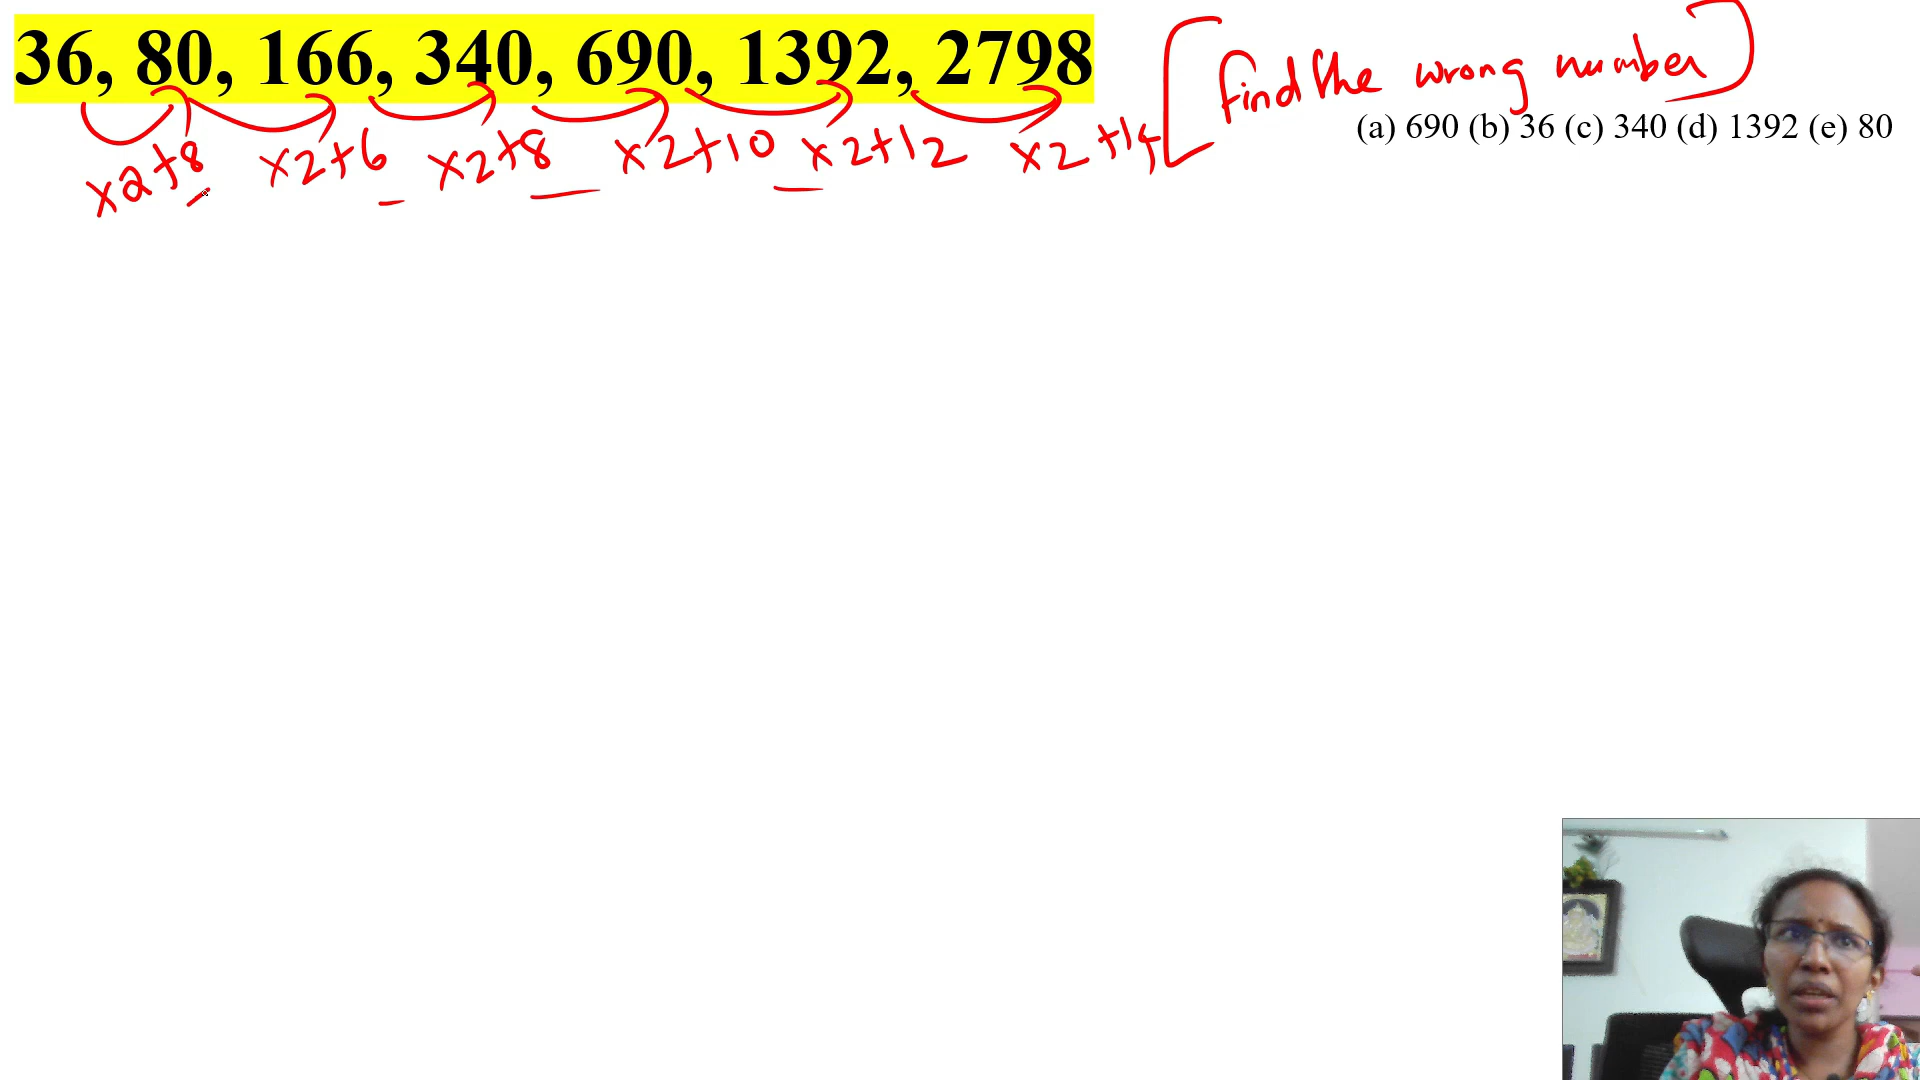 36, 80, 166, 340, 690, 1392, 2798
[find the wrong number]
(a) 690 (b) 36 (c) 340 (d) 1392 (e) 80
x2+8 x2+6 x2+8 x2+10 x2+12 x2+14